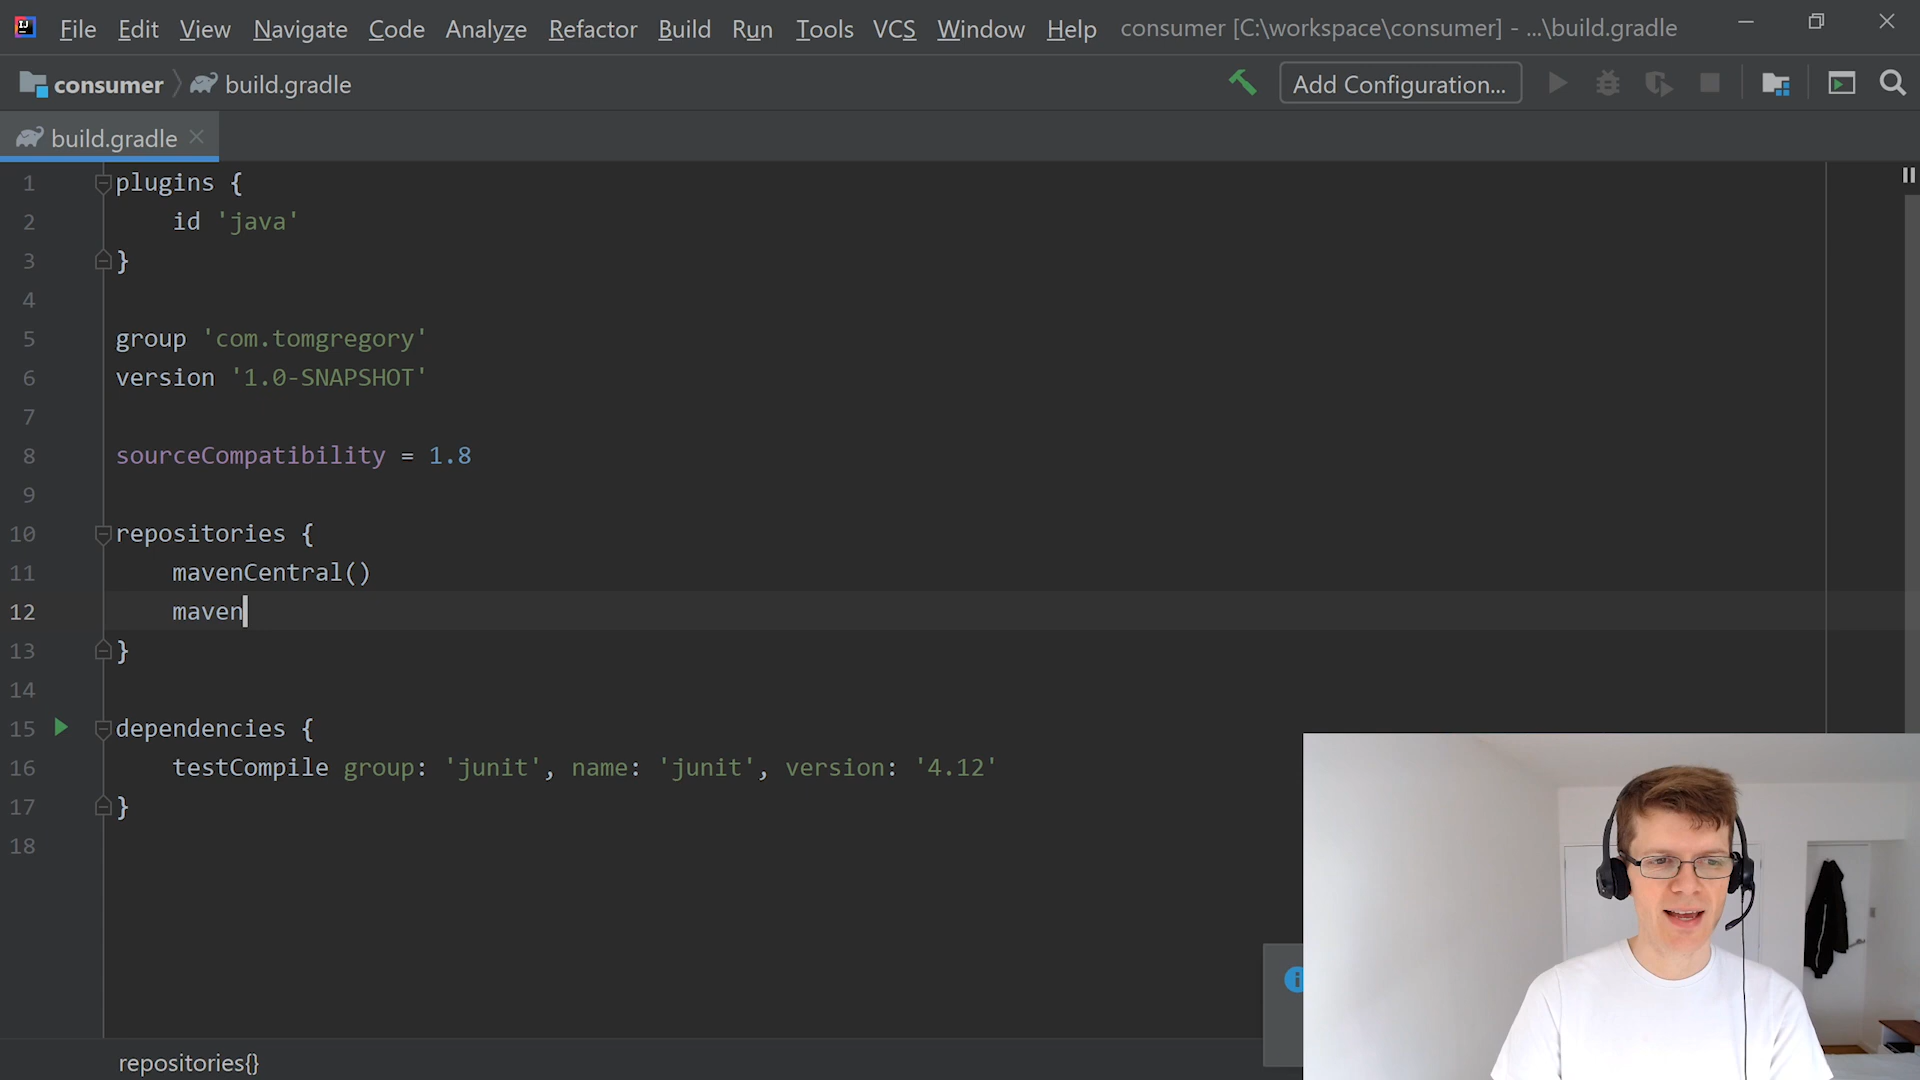 File Edit View Navigate Code Analyze Refactor Build Run Tools VCS Window Help consumer [C:\workspace\consumer] - ...\build.gradle
consumer build.gradle Add Configuration...
build.gradle
1 plugins {
2 id 'java'
3 }
4
5 group 'com.tomgregory'
6 version '1.0-SNAPSHOT'
7
8 sourceCompatibility = 1.8
9
10 repositories {
11 mavenCentral()
12 maven
13 }
14
15 dependencies {
16 testCompile group: 'junit', name: 'junit', version: '4.12'
17 }
18
repositories{}